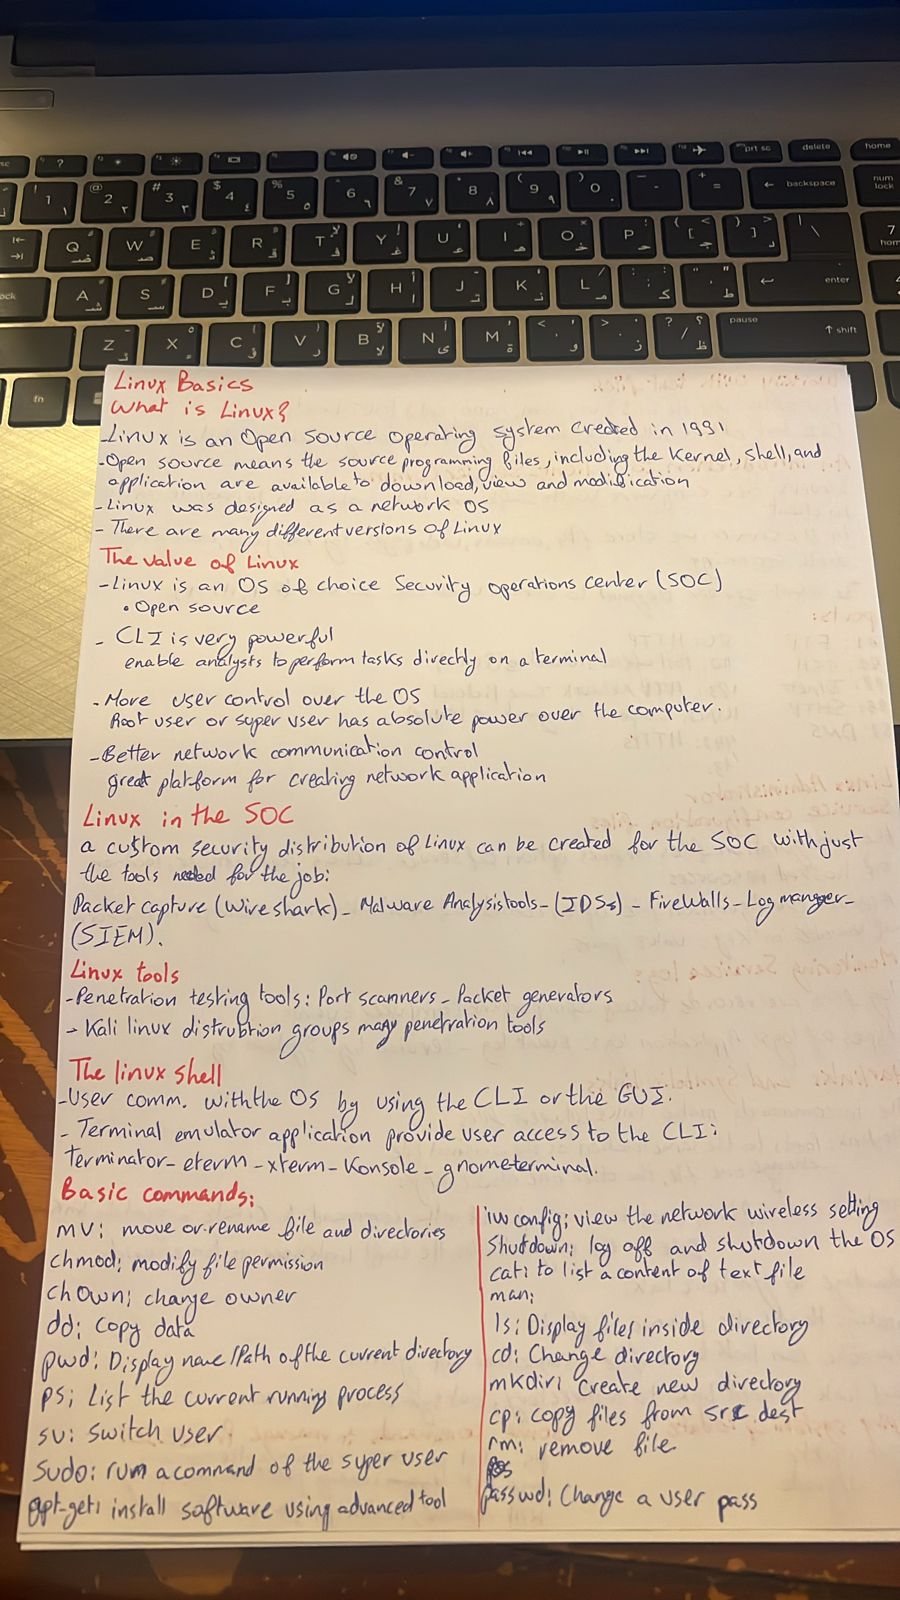 Linux Basics
What is Linux?
-Linux is an Open Source operating system created in 1991
-Open source means the source programming files, including the Kernel, shell, and
application are available to download, view and modification
-Linux was designed as a network OS
- There are many different versions of Linux
The value of Linux
-Linux is an OS of choice Security operations center (SOC)
• Open source
- CLI is very powerful
enable analysts to perform tasks directly on a terminal
- More user control over the OS
Root user or super user has absolute power over the computer.
-Better network communication control
great platform for creating network application
Linux in the SOC
a custom security distribution of Linux can be created for the SOC with just
the tools needed for the job:
Packet capture (wire shark) - Malware Analysis tools - (IDSs) - FireWalls - Log manger -
(SIEM).
Linux tools
-Penetration testing tools: Port scanners - Packet generators
- Kali linux distrubtion groups many penetration tools
The linux shell
-User comm. with the OS by using the CLI or the GUI.
- Terminal emulator application provide user access to the CLI:
Terminator - eterm - xterm - Konsole - gnome terminal.
Basic commands:
mv: move or rename file and directories
chmod: modify file permission
chown: change owner
dd: copy data
pwd: Display name/Path of the current directory
ps: List the current running process
su: switch user
sudo: rum a command of the super user
apt-get: install software using advanced tool
iwconfig: view the network wireless setting
Shutdown: log off and shutdown the OS
cat: to list a content of text file
man:
ls: Display files inside directory
cd: Change directory
mkdir: create new directory
cp: copy files from src dest
rm: remove file
passwd: Change a user pass